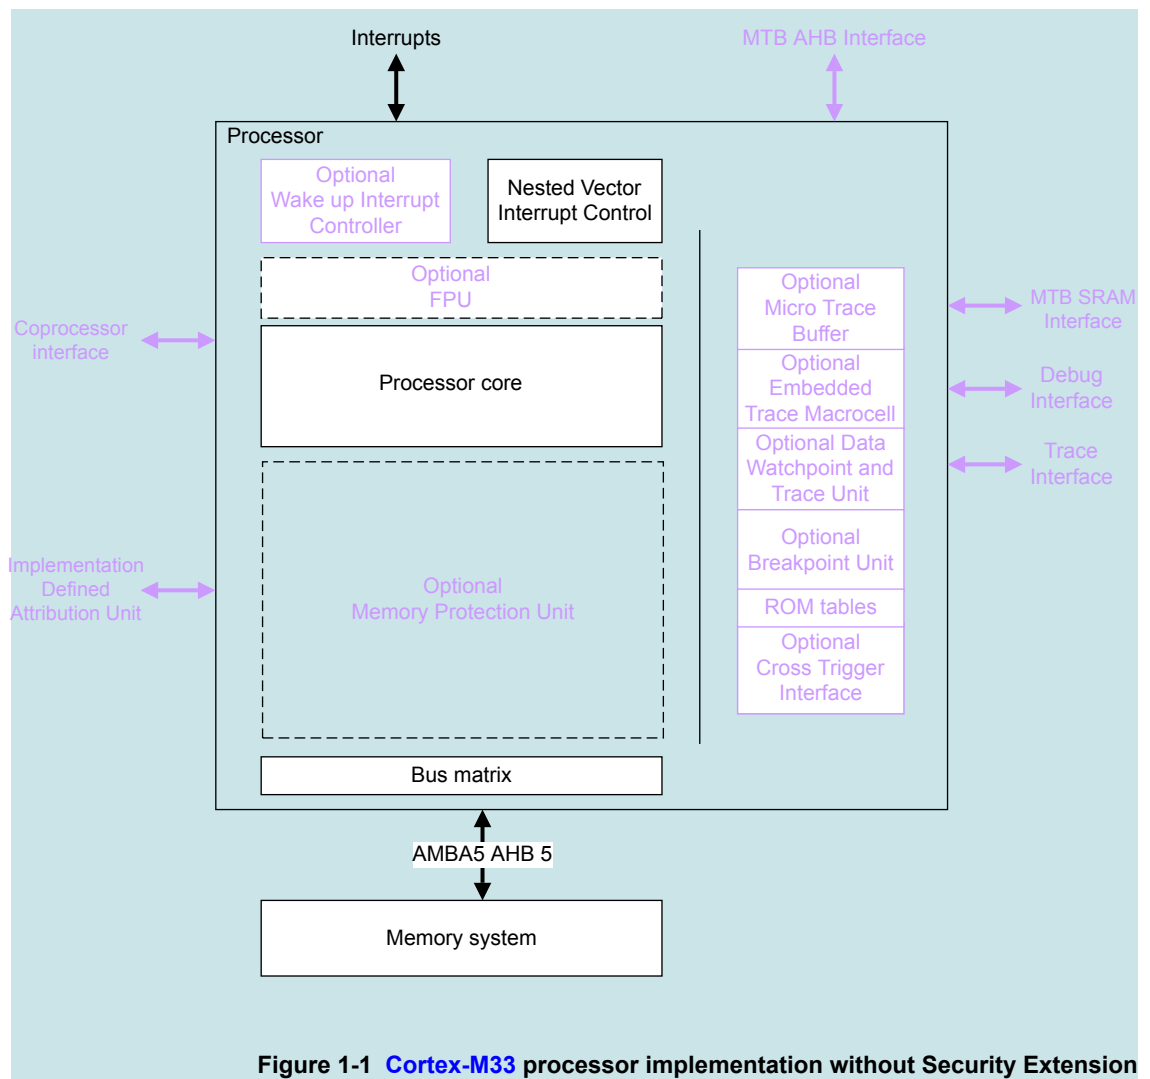 Interrupts
MTB AHB Interface
Processor
Optional
Wake up Interrupt
Controller
Nested Vector
Interrupt Control
Optional
FPU
Processor core
Optional
Memory Protection Unit
Bus matrix
Optional
Micro Trace
Buffer
Optional
Embedded
Trace Macrocell
Optional Data
Watchpoint and
Trace Unit
Optional
Breakpoint Unit
ROM tables
Optional
Cross Trigger
Interface
Coprocessor
interface
Implementation
Defined
Attribution Unit
MTB SRAM
Interface
Debug
Interface
Trace
Interface
AMBA5 AHB 5
Memory system
Figure 1-1 Cortex-M33 processor implementation without Security Extension